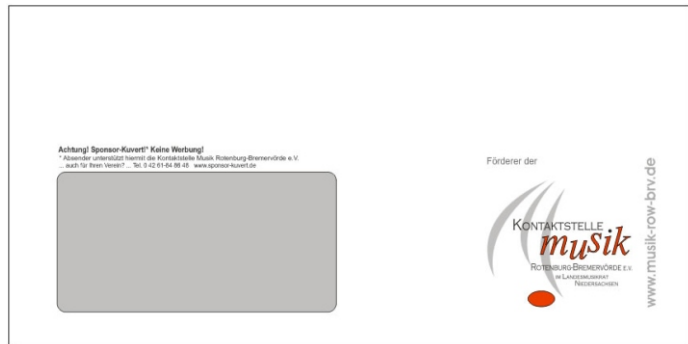 Achtung! Sponsor-Kuvert!* Keine Werbung!
* Absender unterstützt hiermit die Kontaktstelle Musik Rotenburg-Bremervörde e.V.
... auch für Ihren Verein? ... Tel. 0 42 61-84 86 48 www.sponsor-kuvert.de
Förderer der
KONTAKTSTELLE
musik
ROTENBURG-BREMERVÖRDE E.V.
IM LANDESMUSIKRAT
NIEDERSACHSEN
www.musik-row-brv.de